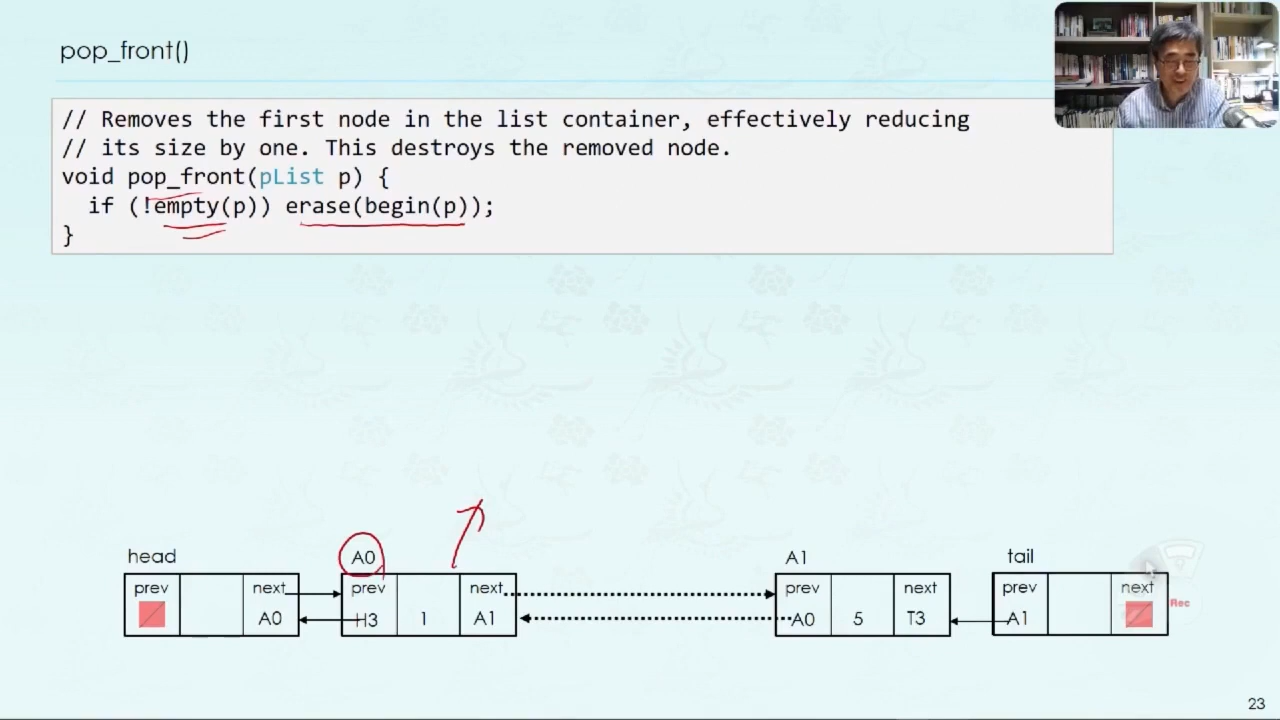 pop_front()
// Removes the first node in the list container, effectively reducing
// its size by one. This destroys the removed node.
void pop_front(pList p) {
  if (!empty(p)) erase(begin(p));
}
head A0 A1 tail
prev next prev next prev next prev next
A0 H3 1 A1 A0 5 T3 A1
Rec
23